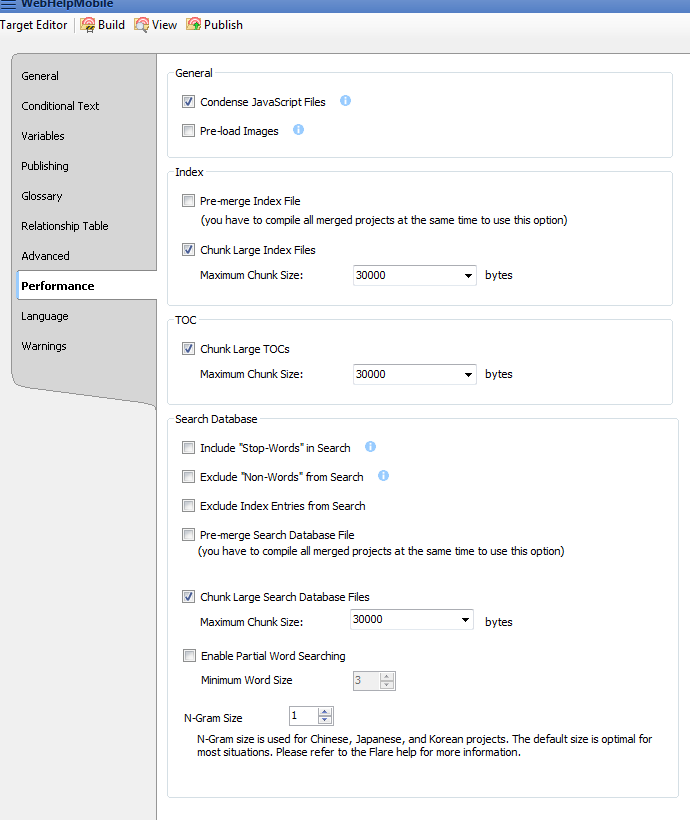 WebHelpMobile
Target Editor Build View Publish
General
Conditional Text
Variables
Publishing
Glossary
Relationship Table
Advanced
Performance
Language
Warnings
General
Condense JavaScript Files
Pre-load Images
Index
Pre-merge Index File
(you have to compile all merged projects at the same time to use this option)
Chunk Large Index Files
Maximum Chunk Size: 30000 bytes
TOC
Chunk Large TOCs
Maximum Chunk Size: 30000 bytes
Search Database
Include "Stop-Words" in Search
Exclude "Non-Words" from Search
Exclude Index Entries from Search
Pre-merge Search Database File
(you have to compile all merged projects at the same time to use this option)
Chunk Large Search Database Files
Maximum Chunk Size: 30000 bytes
Enable Partial Word Searching
Minimum Word Size 3
N-Gram Size 1
N-Gram size is used for Chinese, Japanese, and Korean projects. The default size is optimal for
most situations. Please refer to the Flare help for more information.